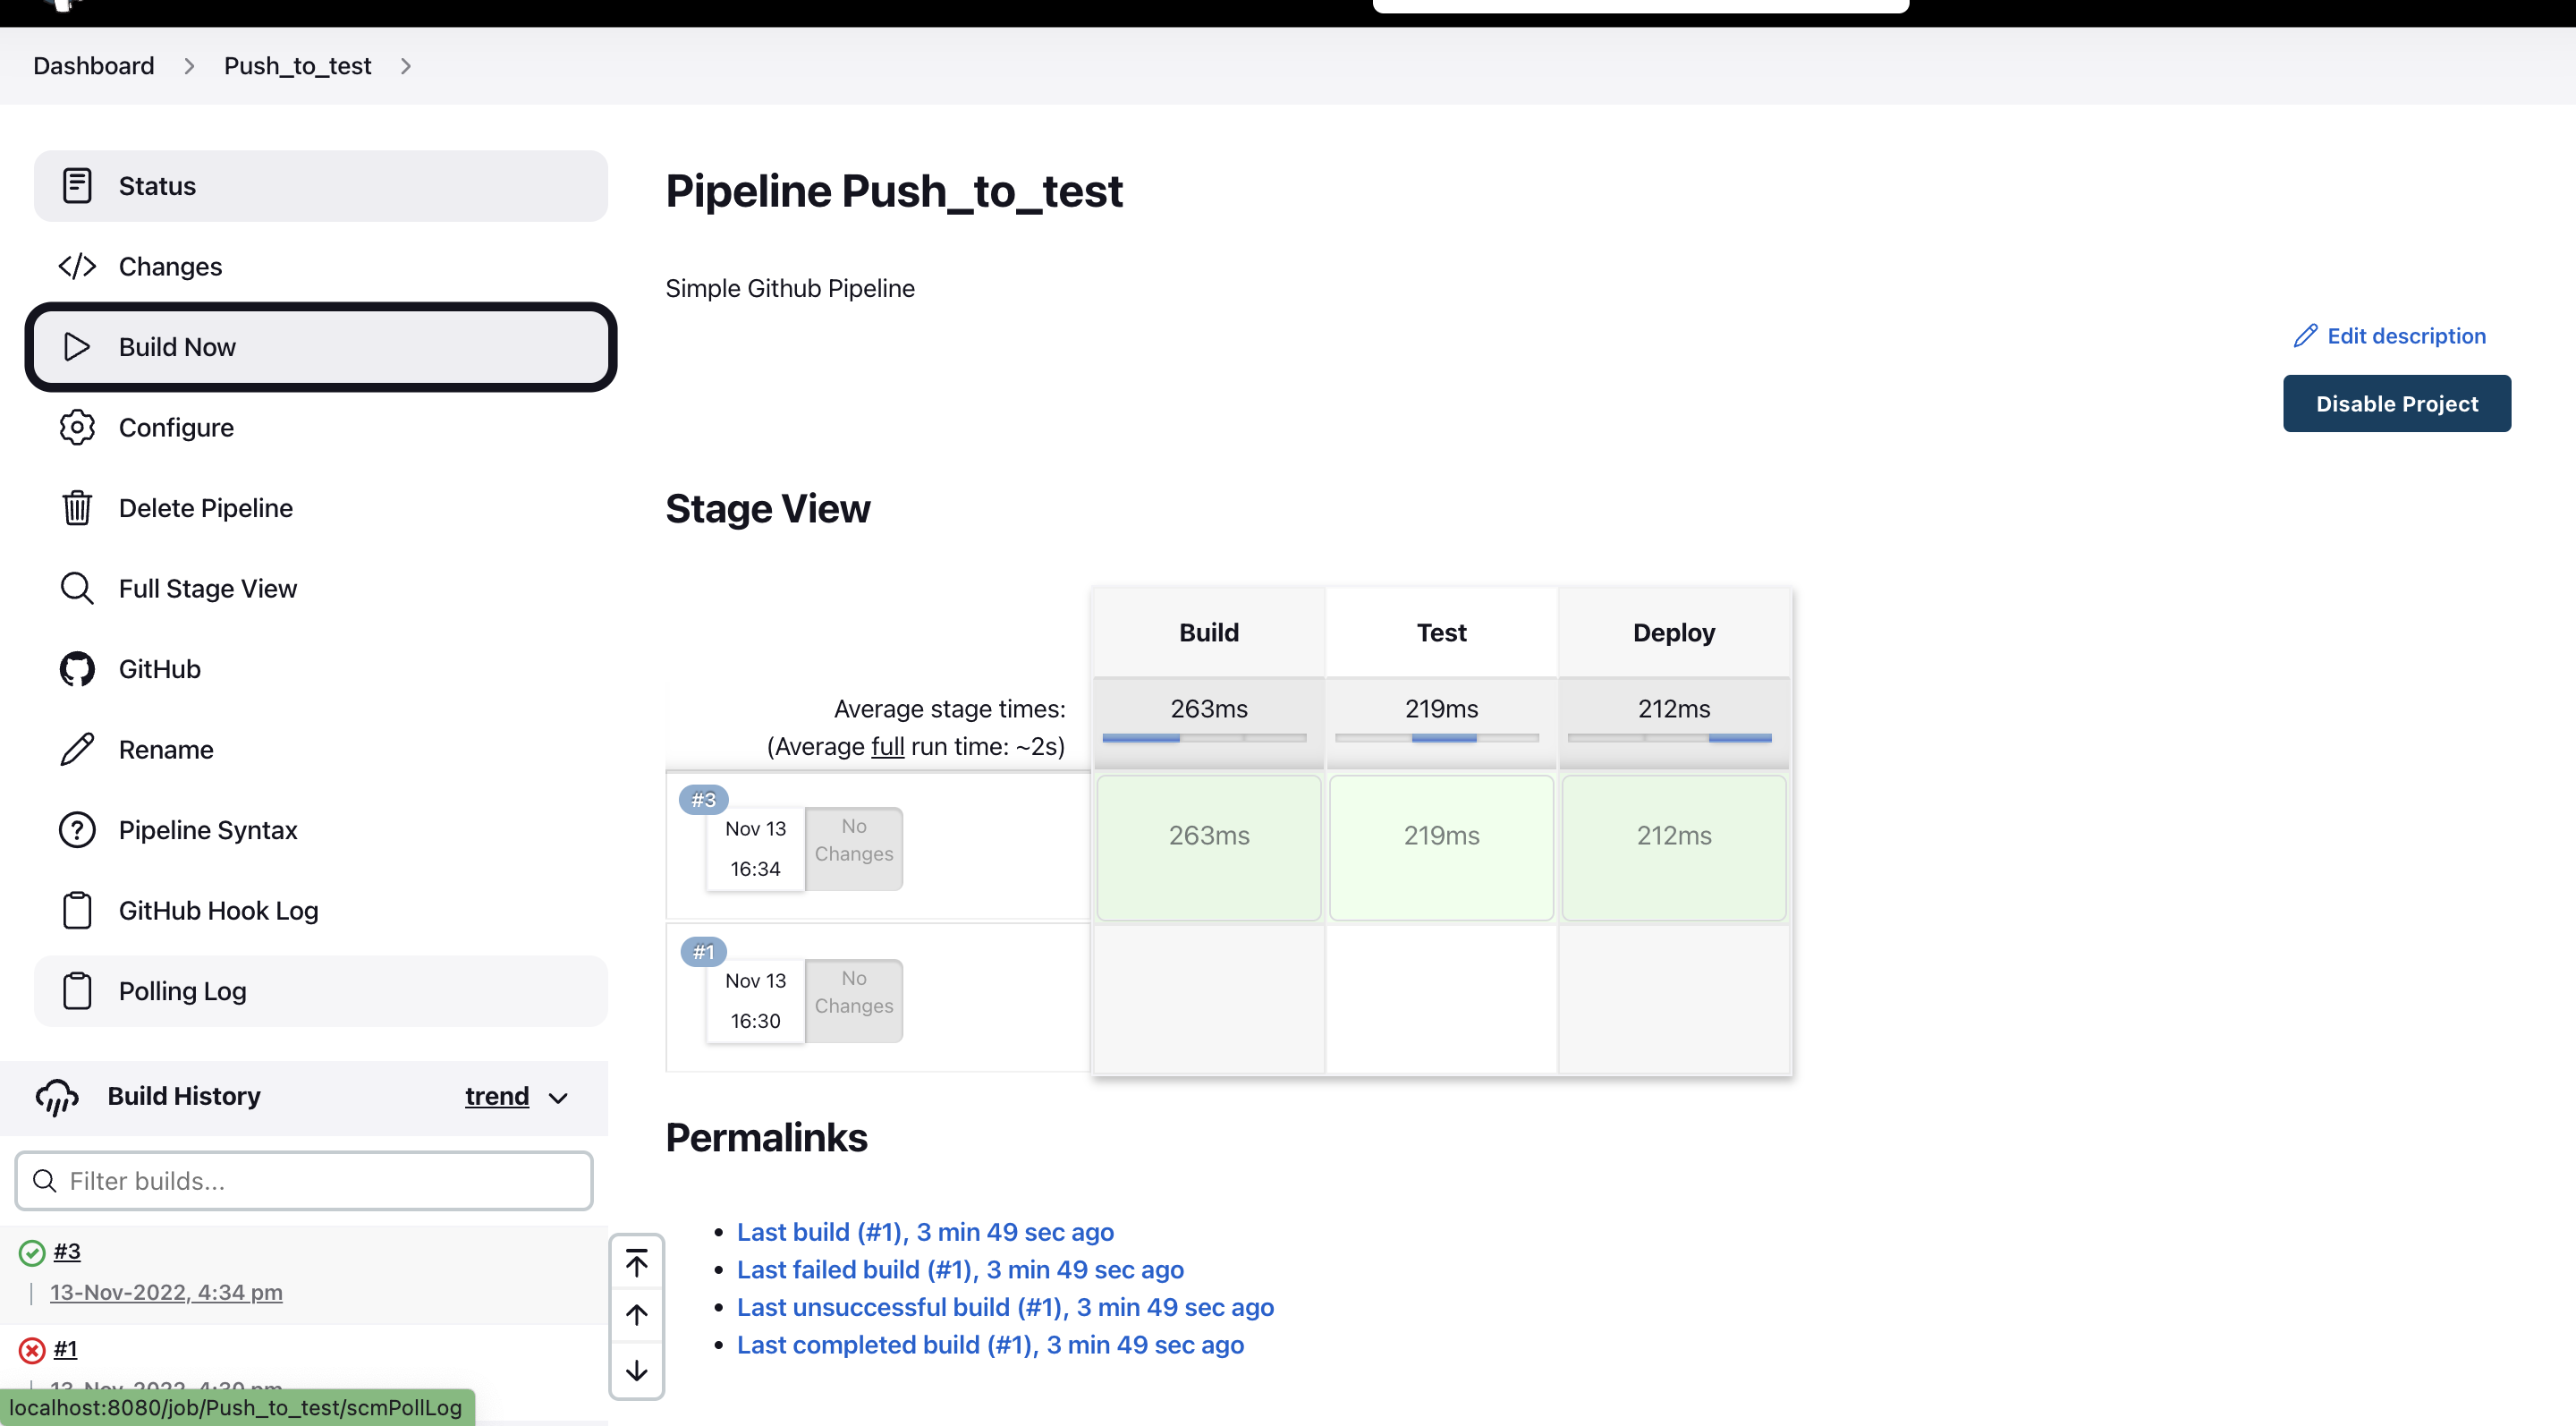 Dashboard
Push_to_test
Status
Changes
Build Now
Configure
Delete Pipeline
Full Stage View
GitHub
Rename
Pipeline Syntax
GitHub Hook Log
Polling Log
Build History
trend
Filter builds...
#3
13-Nov-2022, 4:34 pm
#1
13-Nov-2022, 4:30 pm
localhost:8080/job/Push_to_test/scmPollLog
Pipeline Push_to_test
Simple Github Pipeline
Edit description
Disable Project
Stage View
Build Test Deploy
Average stage times: 263ms 219ms 212ms
(Average full run time: ~2s)
#3
Nov 13
16:34
No
Changes
263ms 219ms 212ms
#1
Nov 13
16:30
No
Changes
Permalinks
Last build (#1), 3 min 49 sec ago
Last failed build (#1), 3 min 49 sec ago
Last unsuccessful build (#1), 3 min 49 sec ago
Last completed build (#1), 3 min 49 sec ago